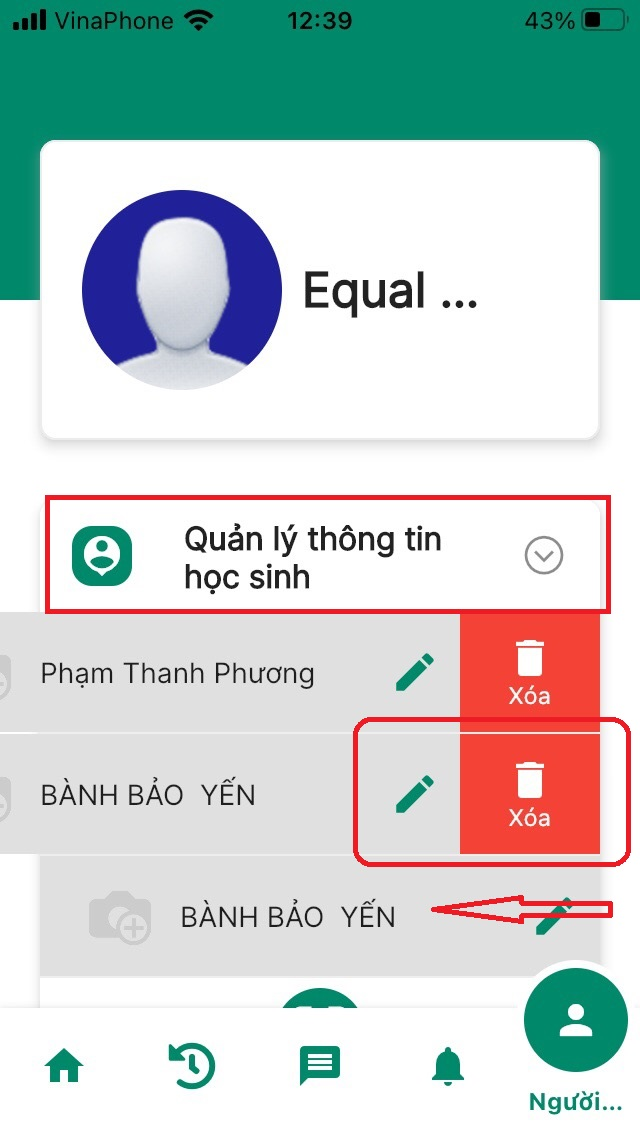 VinaPhone 12:39 43%
Equal ...
Quản lý thông tin
học sinh
Phạm Thanh Phương
Xóa
BÀNH BẢO  YẾN
Xóa
BÀNH BẢO  YẾN
Người...